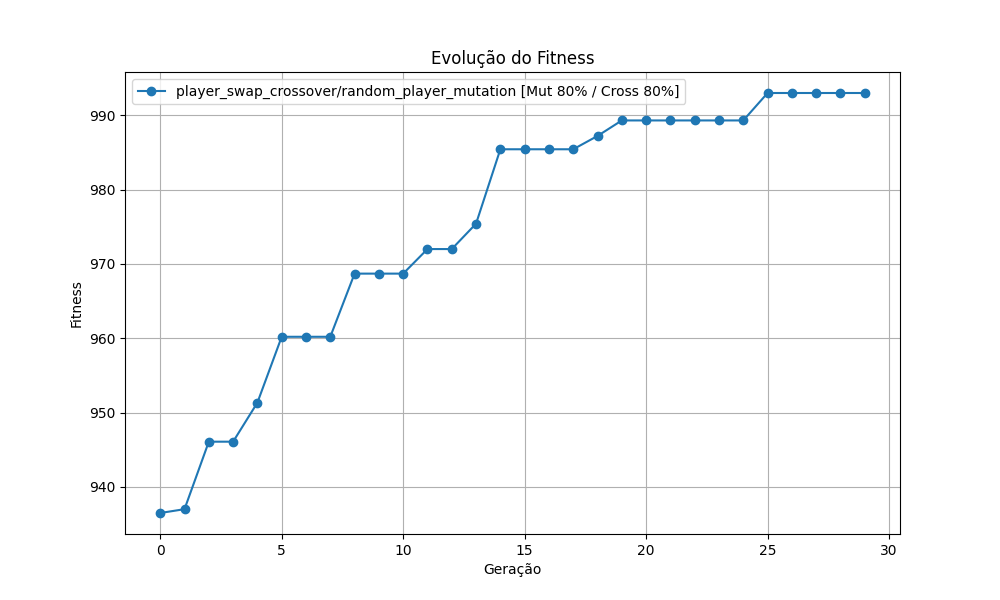 Evolução do Fitness
player_swap_crossover/random_player_mutation [Mut 80% / Cross 80%]
Fitness
990
980
970
960
950
940
0 5 10 15 20 25 30
Geração